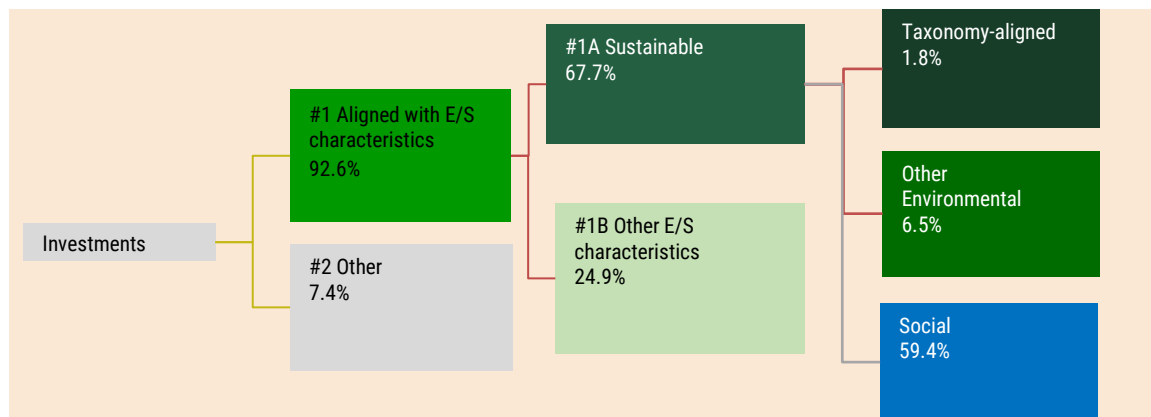 Investments
#1 Aligned with E/S
characteristics
92.6%
#2 Other
7.4%
#1A Sustainable
67.7%
#1B Other E/S
characteristics
24.9%
Taxonomy-aligned
1.8%
Other
Environmental
6.5%
Social
59.4%